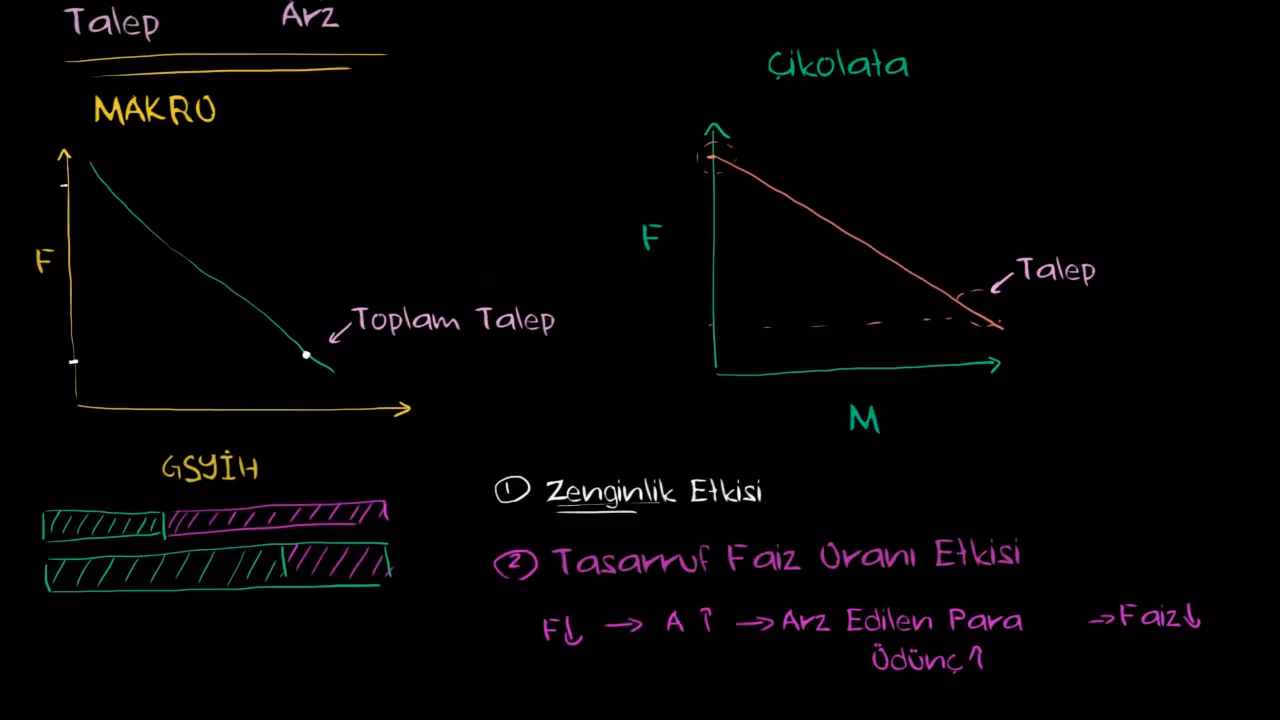 Talep Arz
MAKRO
F
Toplam Talep
GSYİH
Çikolata
F
Talep
M
① Zenginlik Etkisi
② Tasarruf Faiz Oranı Etkisi
F↓ → A ↑ → Arz Edilen Para → Faiz↓
Ödünç↑